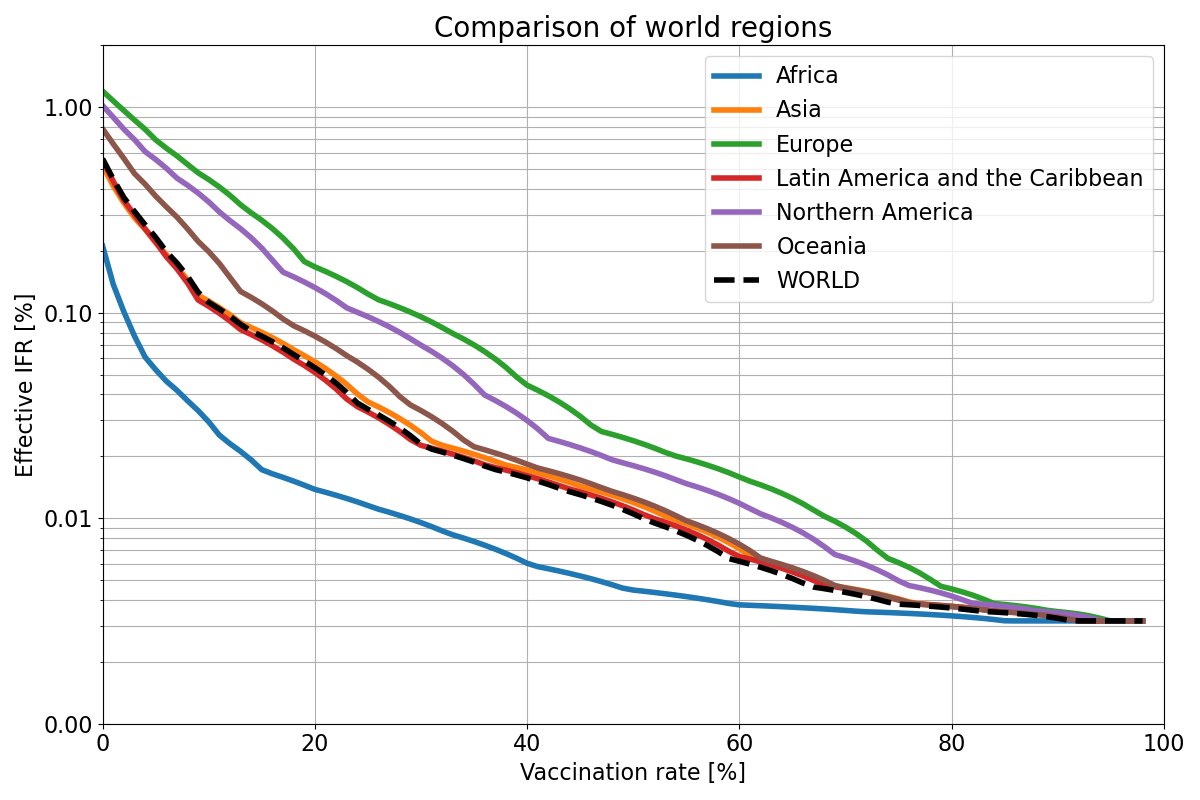 Comparison of world regions
Africa
Asia
Europe
Latin America and the Caribbean
Northern America
Oceania
WORLD
Effective IFR [%]
1.00
0.10
0.01
0.00
0 20 40 60 80 100
Vaccination rate [%]